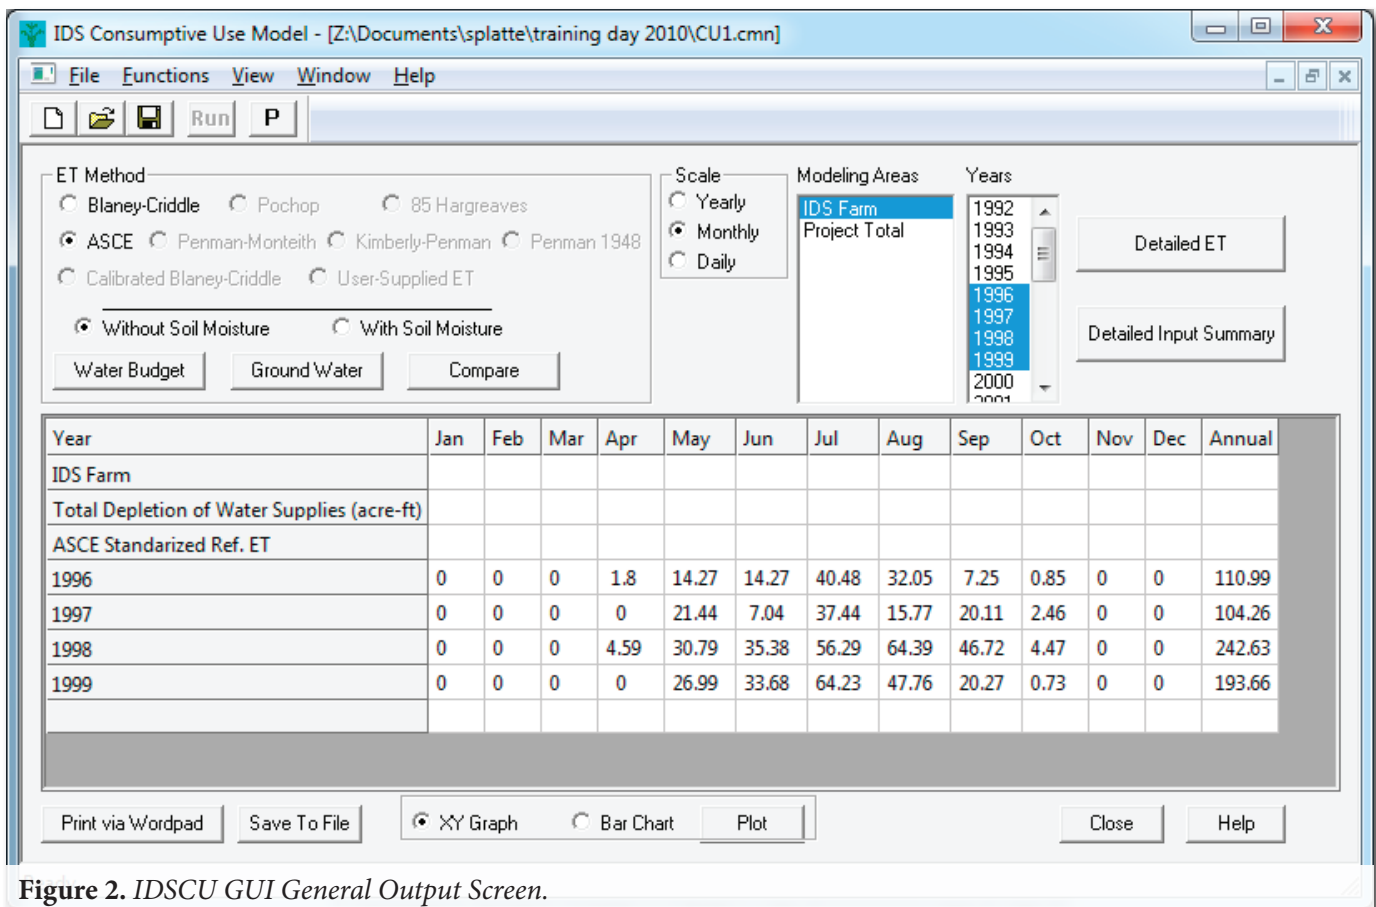 IDS Consumptive Use Model - [Z:\Documents\splatte\training day 2010\CU1.cmn]
File Functions View Window Help
Run P
ET Method
Blaney-Criddle Pochop 85 Hargreaves
ASCE Penman-Monteith Kimberly-Penman Penman 1948
Calibrated Blaney-Criddle User-Supplied ET
Without Soil Moisture With Soil Moisture
Water Budget Ground Water Compare
Scale
Yearly
Monthly
Daily
Modeling Areas
IDS Farm
Project Total
Years
1992
1993
1994
1995
1996
1997
1998
1999
2000
2001
Detailed ET
Detailed Input Summary
Year Jan Feb Mar Apr May Jun Jul Aug Sep Oct Nov Dec Annual
IDS Farm
Total Depletion of Water Supplies (acre-ft)
ASCE Standarized Ref. ET
1996 0 0 0 1.8 14.27 14.27 40.48 32.05 7.25 0.85 0 0 110.99
1997 0 0 0 0 21.44 7.04 37.44 15.77 20.11 2.46 0 0 104.26
1998 0 0 0 4.59 30.79 35.38 56.29 64.39 46.72 4.47 0 0 242.63
1999 0 0 0 0 26.99 33.68 64.23 47.76 20.27 0.73 0 0 193.66
Print via Wordpad Save To File XY Graph Bar Chart Plot Close Help
Figure 2. IDSCU GUI General Output Screen.